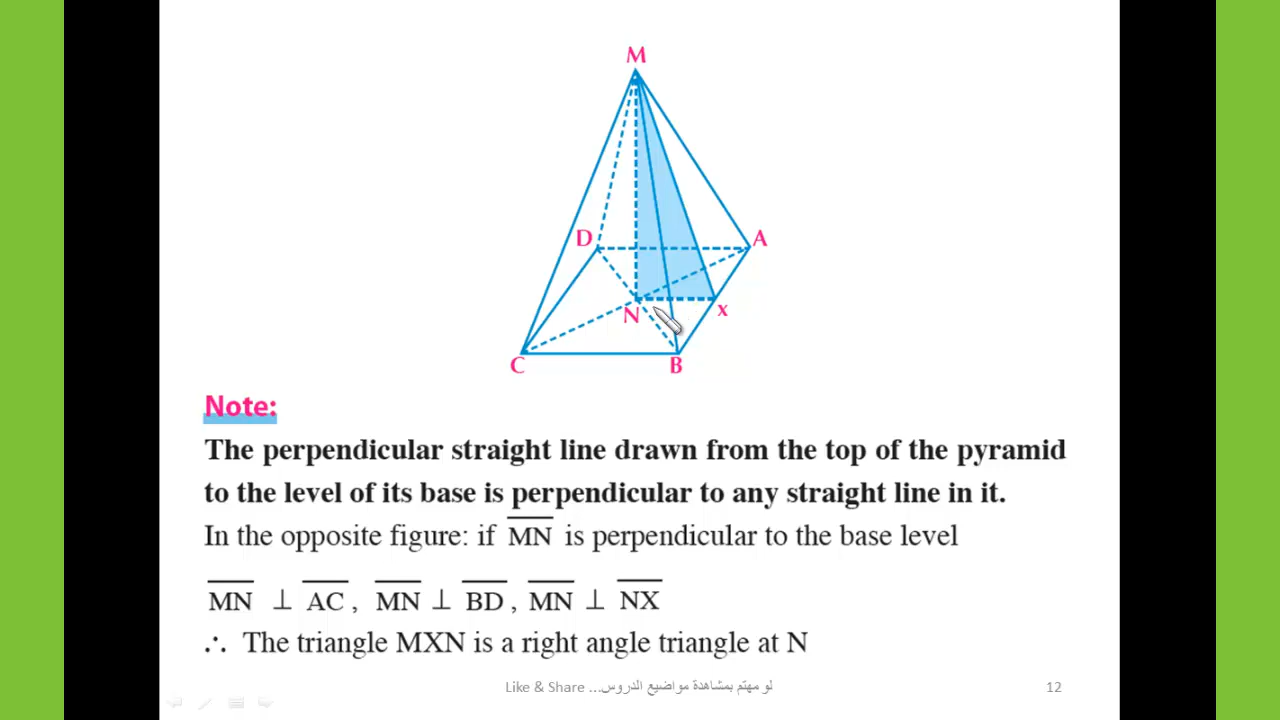 M
D
A
N
x
C
B
Note:
The perpendicular straight line drawn from the top of the pyramid
to the level of its base is perpendicular to any straight line in it.
In the opposite figure: if MN is perpendicular to the base level
MN ⊥ AC , MN ⊥ BD , MN ⊥ NX
∴ The triangle MXN is a right angle triangle at N
لو مهتم بمشاهدة مواضيع الدروس... Like & Share
12